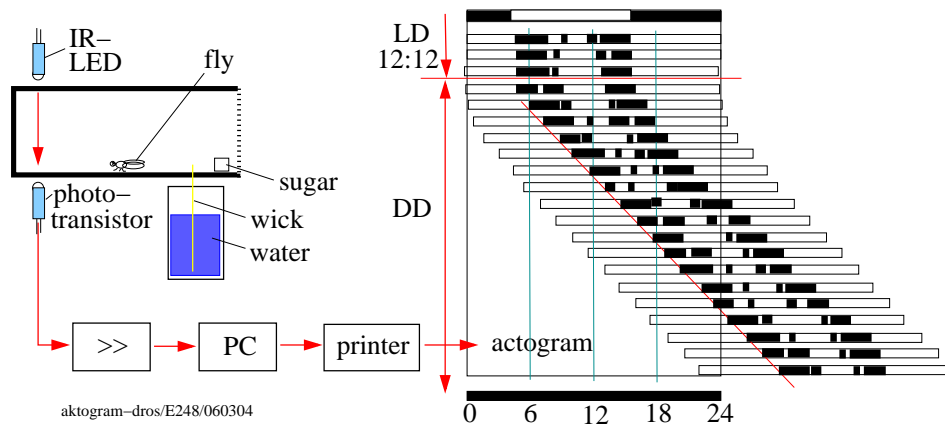 IR–
LED
fly
sugar
photo–
transistor
wick
water
>>
PC
printer
actogram
aktogram–dros/E248/060304
LD
12:12
DD
0 6 12 18 24